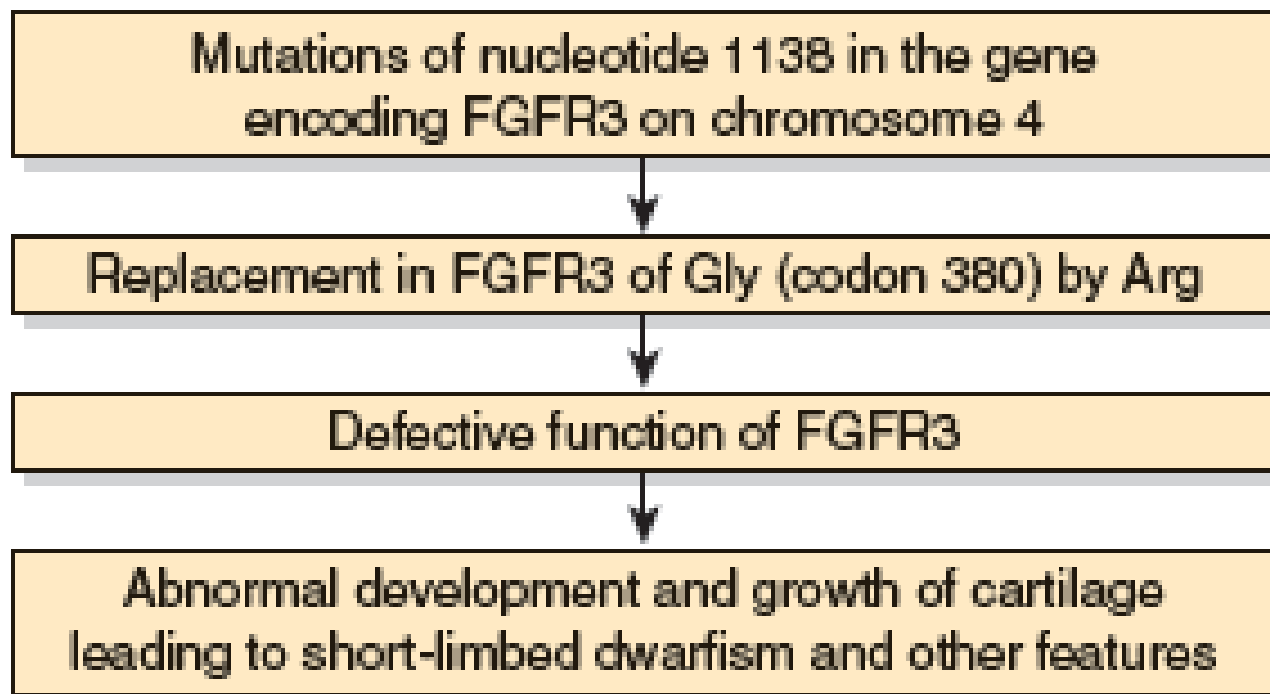 Mutations of nucleotide 1138 in the gene
encoding FGFR3 on chromosome 4
Replacement in FGFR3 of Gly (codon 380) by Arg
Defective function of FGFR3
Abnormal development and growth of cartilage
leading to short-limbed dwarfism and other features